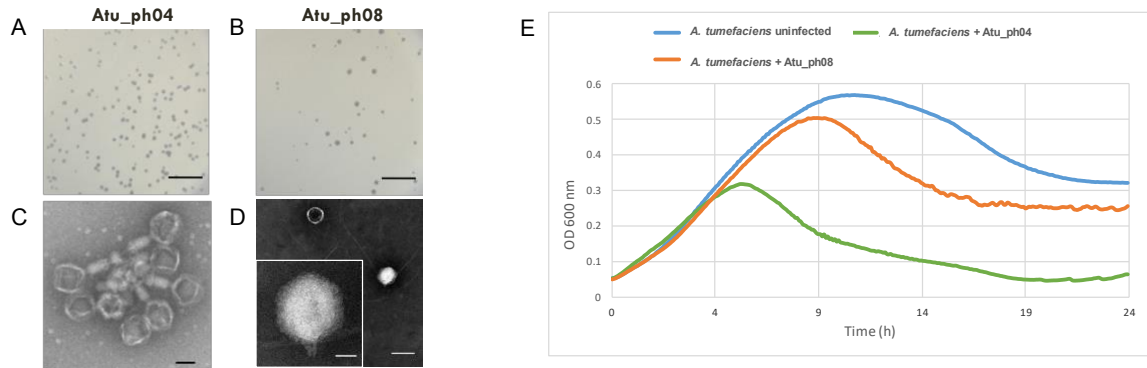 Atu_ph04
Atu_ph08
A
B
C
D
E
A. tumefaciens uninfected
A. tumefaciens + Atu_ph04
A. tumefaciens + Atu_ph08
OD 600 nm
0.6
0.5
0.4
0.3
0.2
0.1
0
0
4
9
14
19
24
Time (h)